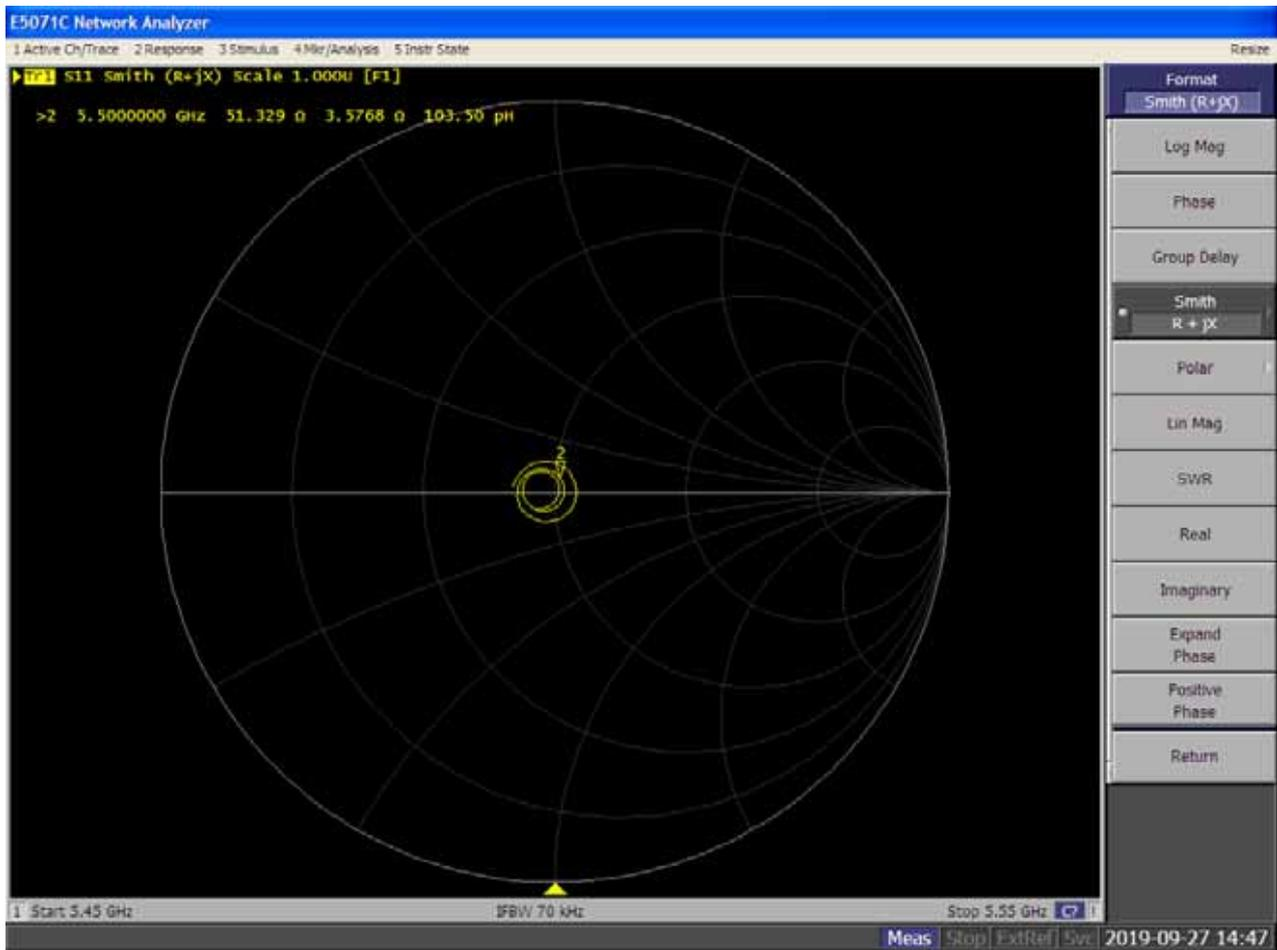 E5071C Network Analyzer
1 Active Ch/Trace 2 Response 3 Stimulus 4 Mkr/Analysis 5 Instr State
Resize
Tr1 S11 Smith (R+jX) Scale 1.000U [F1]
>2 5.5000000 GHz 51.329 Ω 3.5768 Ω 103.50 pH
2
Format
Smith (R+jX)
Log Mag
Phase
Group Delay
Smith
R + jX
Polar
Lin Mag
SWR
Real
Imaginary
Expand
Phase
Positive
Phase
Return
1 Start 5.45 GHz
IFBW 70 kHz
Stop 5.55 GHz C? !
Meas Stop ExtRef Svc 2019-09-27 14:47